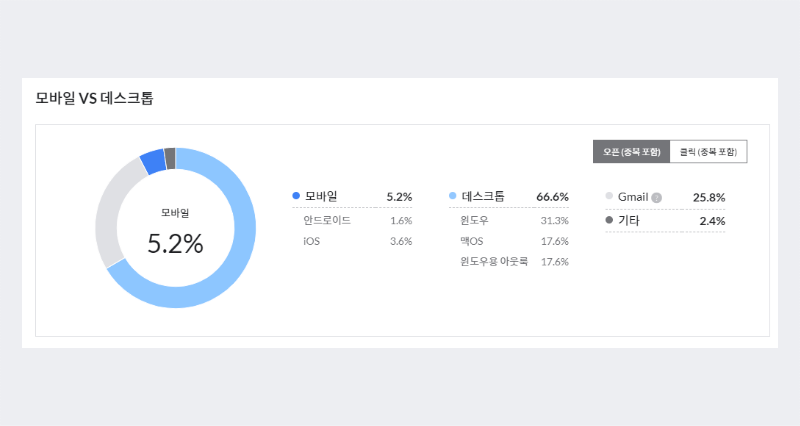 모바일 VS 데스크톱
오픈 (중복 포함) 클릭 (중복 포함)
모바일
5.2%
모바일 5.2%
안드로이드 1.6%
iOS 3.6%
데스크톱 66.6%
윈도우 31.3%
맥OS 17.6%
윈도우용 아웃룩 17.6%
Gmail i 25.8%
기타 2.4%